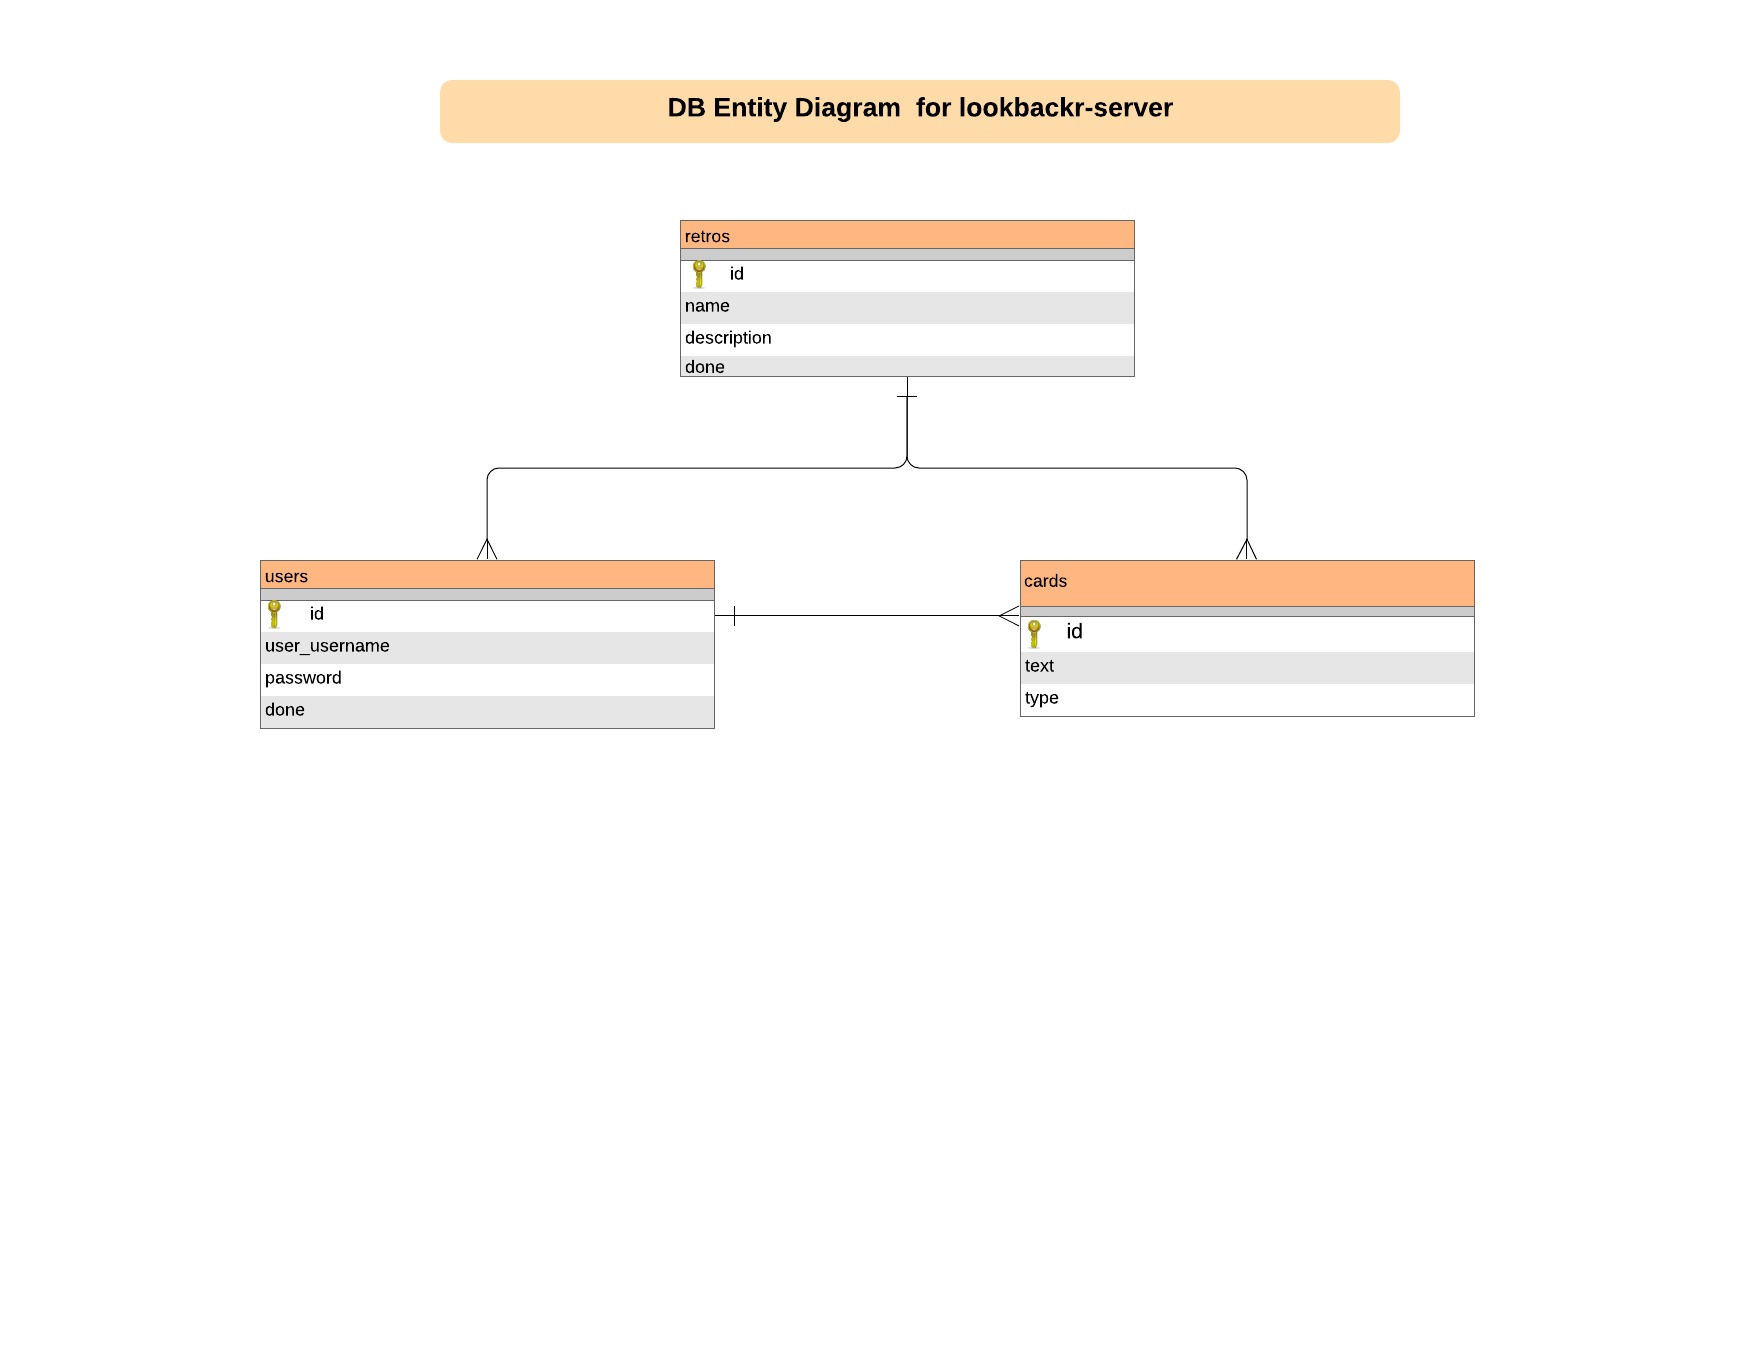 DB Entity Diagram  for lookbackr-server
retros
id
name
description
done
users
id
user_username
password
done
cards
id
text
type